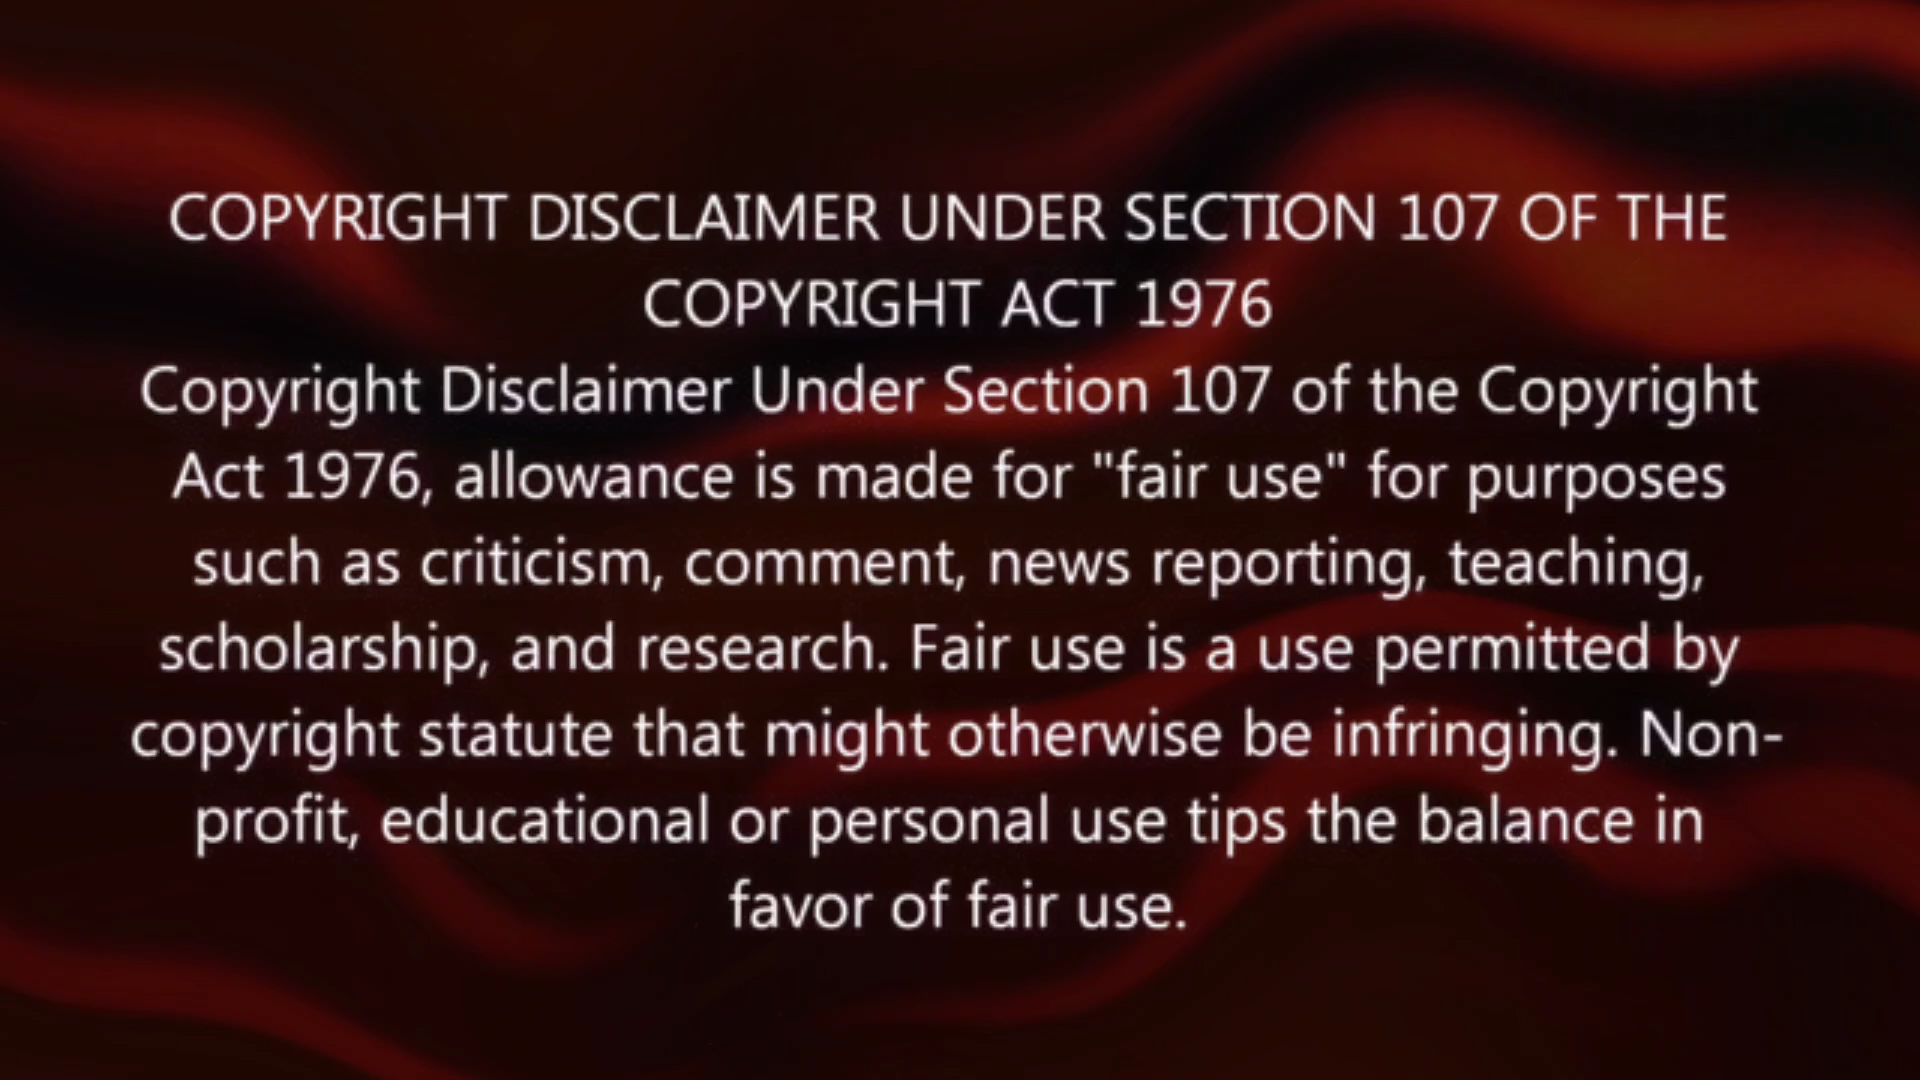 COPYRIGHT DISCLAIMER UNDER SECTION 107 OF THE
COPYRIGHT ACT 1976
Copyright Disclaimer Under Section 107 of the Copyright
Act 1976, allowance is made for "fair use" for purposes
such as criticism, comment, news reporting, teaching,
scholarship, and research. Fair use is a use permitted by
copyright statute that might otherwise be infringing. Non-
profit, educational or personal use tips the balance in
favor of fair use.